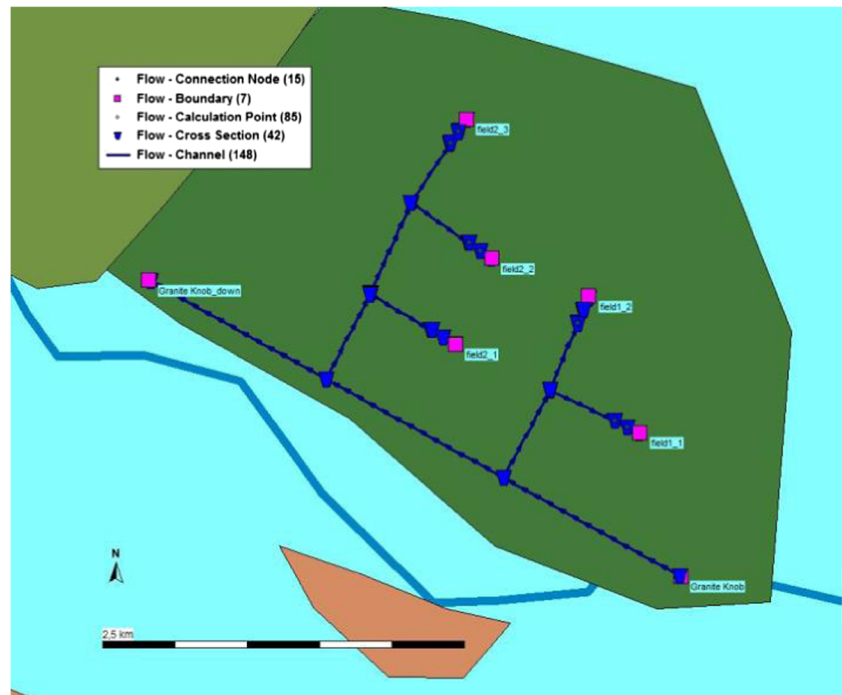 Flow - Connection Node (15)
Flow - Boundary (7)
Flow - Calculation Point (85)
Flow - Cross Section (42)
Flow - Channel (148)
field2_3
field2_2
Granite Knob_down
field1_2
field2_1
field1_1
N
Granite Knob
2,5 km